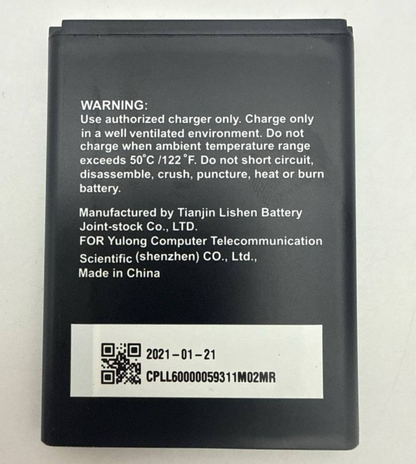 WARNING:
Use authorized charger only. Charge only
in a well ventilated environment. Do not
charge when ambient temperature range
exceeds 50°C /122 °F. Do not short circuit,
disassemble, crush, puncture, heat or burn
battery.
Manufactured by Tianjin Lishen Battery
Joint-stock Co., LTD.
FOR Yulong Computer Telecommunication
Scientific (shenzhen) CO., Ltd.,
Made in China
2021-01-21
CPLL60000059311M02MR